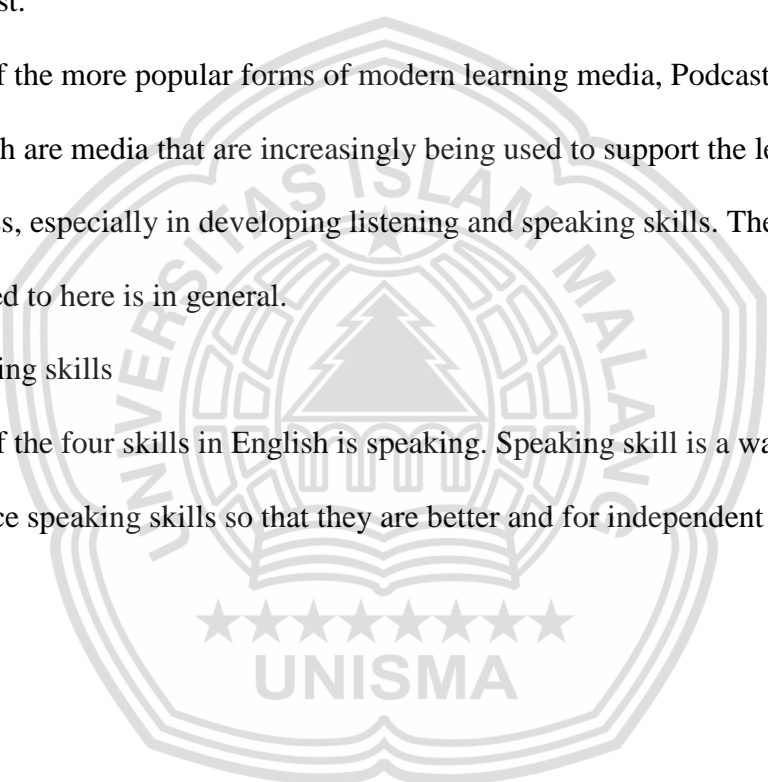 st.
f the more popular forms of modern learning media, Podcast
h are media that are increasingly being used to support the le
s, especially in developing listening and speaking skills. The
ed to here is in general.
ing skills
f the four skills in English is speaking. Speaking skill is a wa
ce speaking skills so that they are better and for independent
UNIVERSITAS ISLAM MALANG
UNISMA